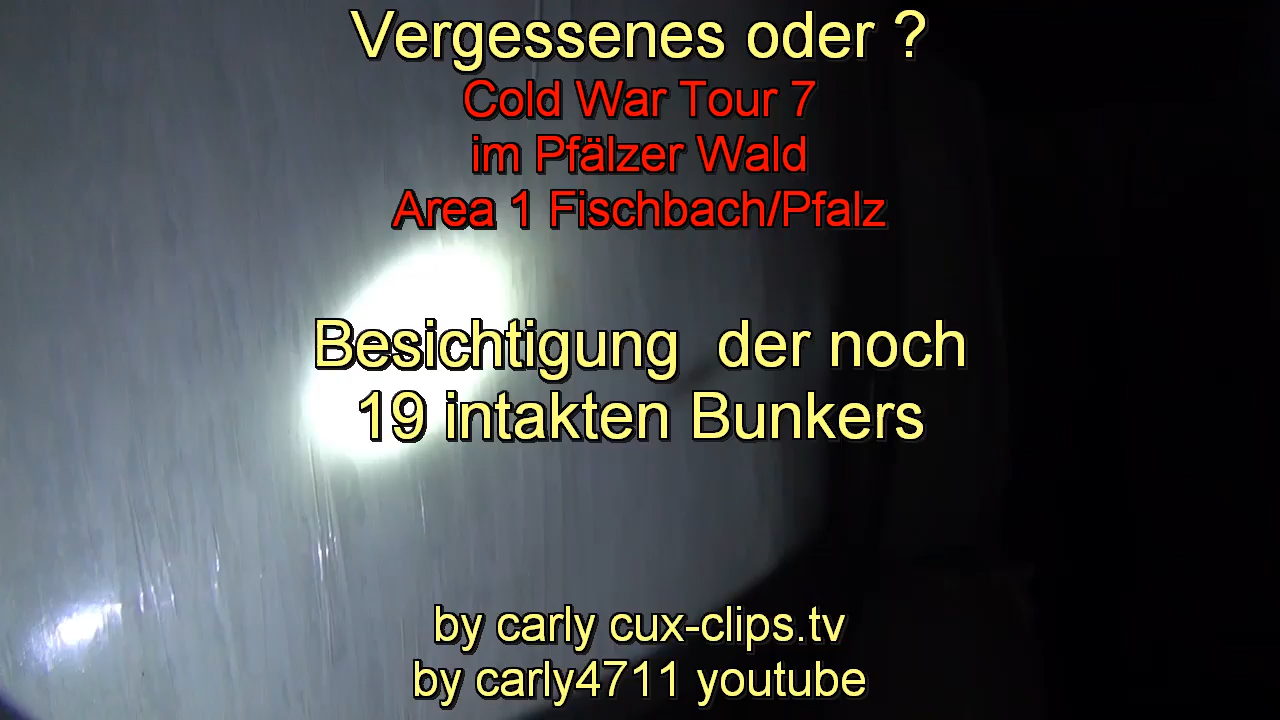 Vergessenes oder ?
Cold War Tour 7
im Pfälzer Wald
Area 1 Fischbach/Pfalz
Besichtigung der noch
19 intakten Bunkers
by carly cux-clips.tv
by carly4711 youtube